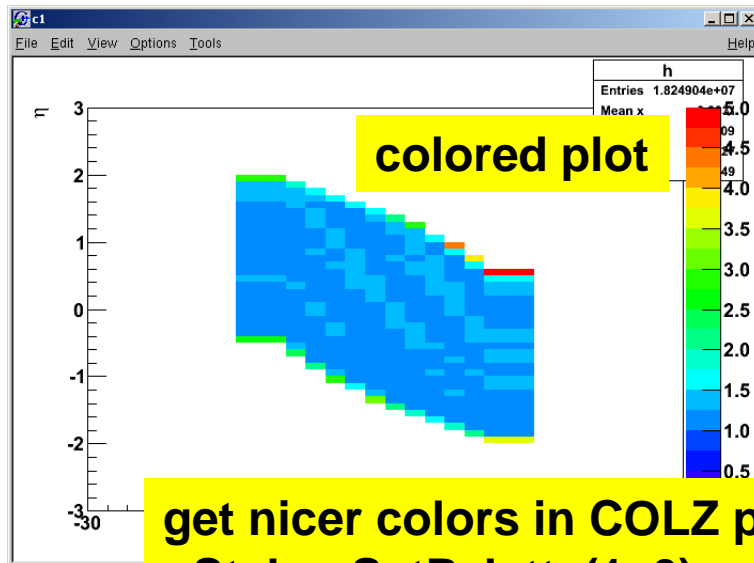 c1
File Edit View Options Tools Help
h
Entries 1.824904e+07
Mean x
09
49
η
3
2
1
0
-1
-2
-3
-30
5.0
4.5
4.0
3.5
3.0
2.5
2.0
1.5
1.0
0.5
colored plot
get nicer colors in COLZ p